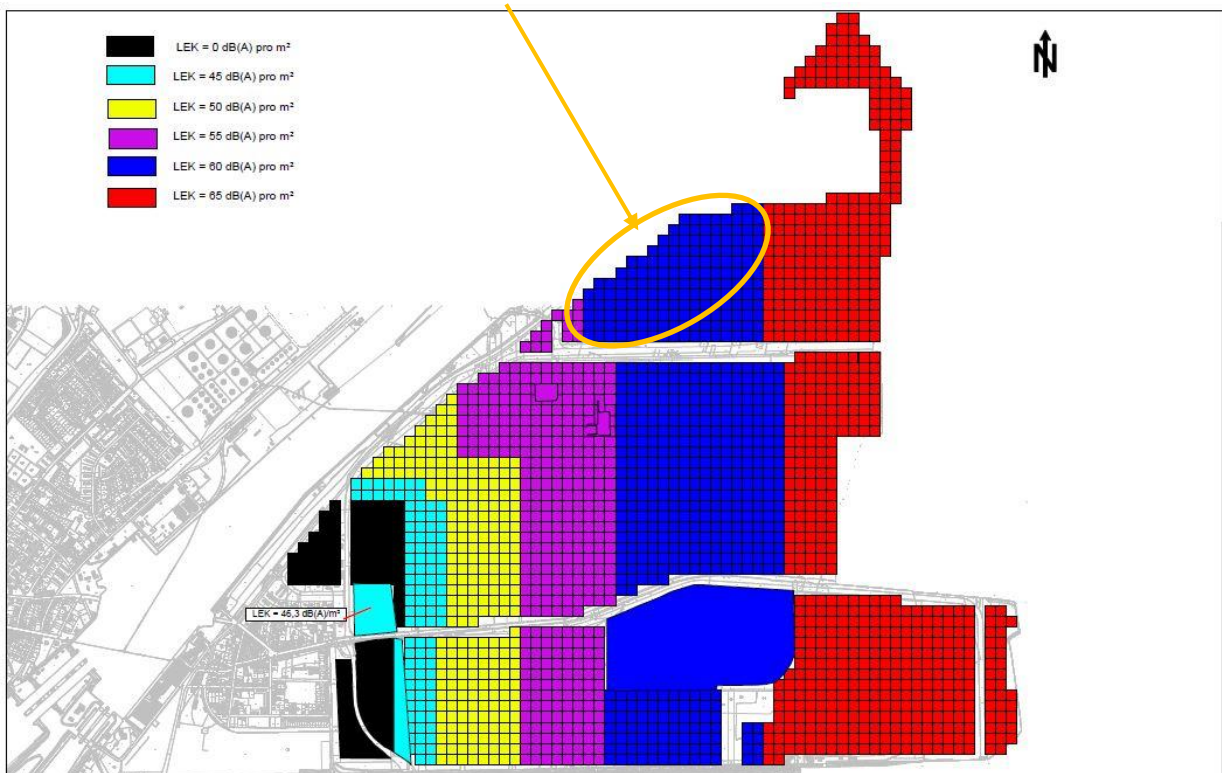 LEK = 0 dB(A) pro m²
LEK = 45 dB(A) pro m²
LEK = 50 dB(A) pro m²
LEK = 55 dB(A) pro m²
LEK = 60 dB(A) pro m²
LEK = 65 dB(A) pro m²
N
LEK = 46,3 dB(A)/m²